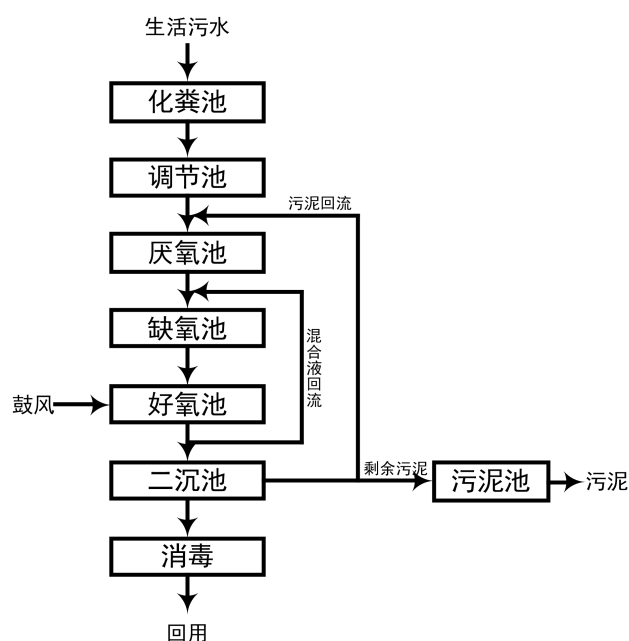 生活污水
化粪池
调节池
污泥回流
厌氧池
缺氧池
混合液回流
鼓风
好氧池
二沉池
剩余污泥
污泥池
污泥
消毒
回用